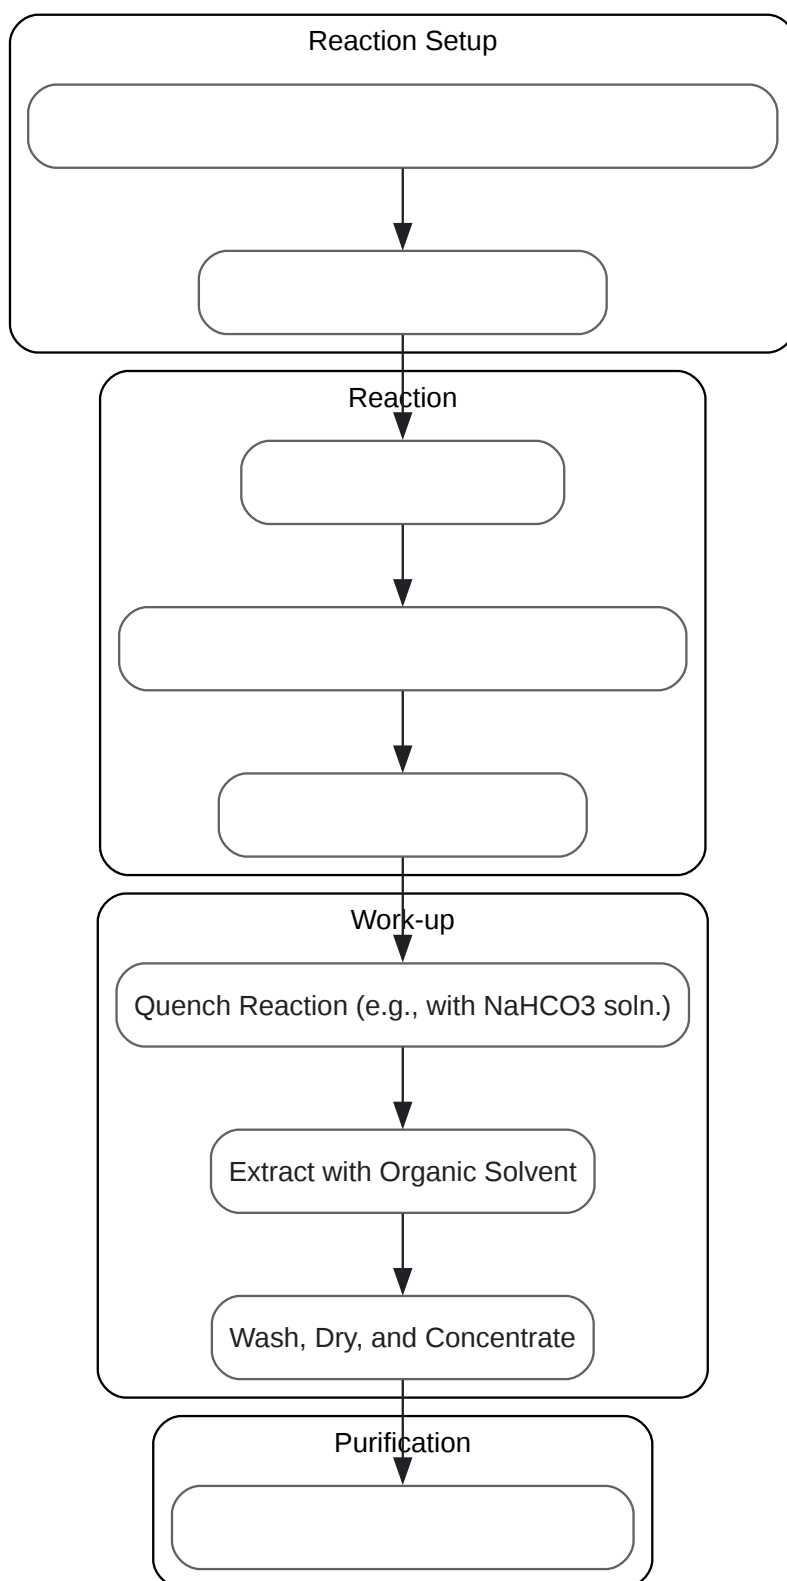 Reaction Setup
Reaction
Work-up
Quench Reaction (e.g., with NaHCO3 soln.)
Extract with Organic Solvent
Wash, Dry, and Concentrate
Purification